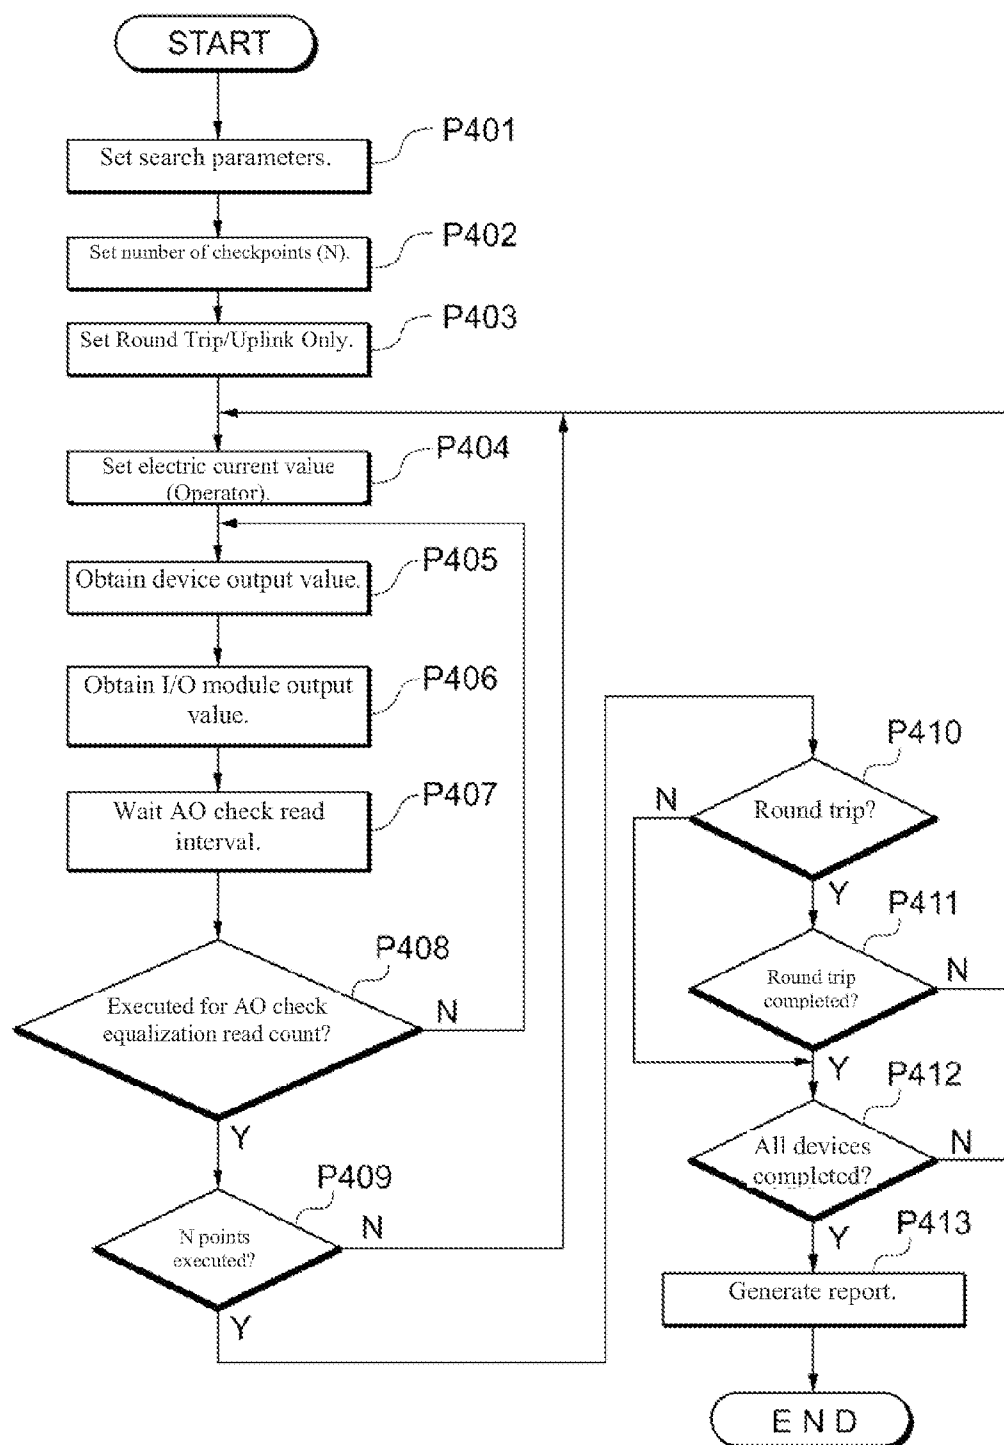 START
P401
Set search parameters.
P402
Set number of checkpoints (N).
P403
Set Round Trip/Uplink Only.
P404
Set electric current value
(Operator).
P405
Obtain device output value.
P406
Obtain I/O module output
value.
P407
Wait AO check read
interval.
P408
Executed for AO check
equalization read count?
N
Y
P409
N points
executed?
N
Y
P410
Round trip?
N
Y
P411
Round trip
completed?
N
Y
P412
All devices
completed?
N
Y
P413
Generate report.
END